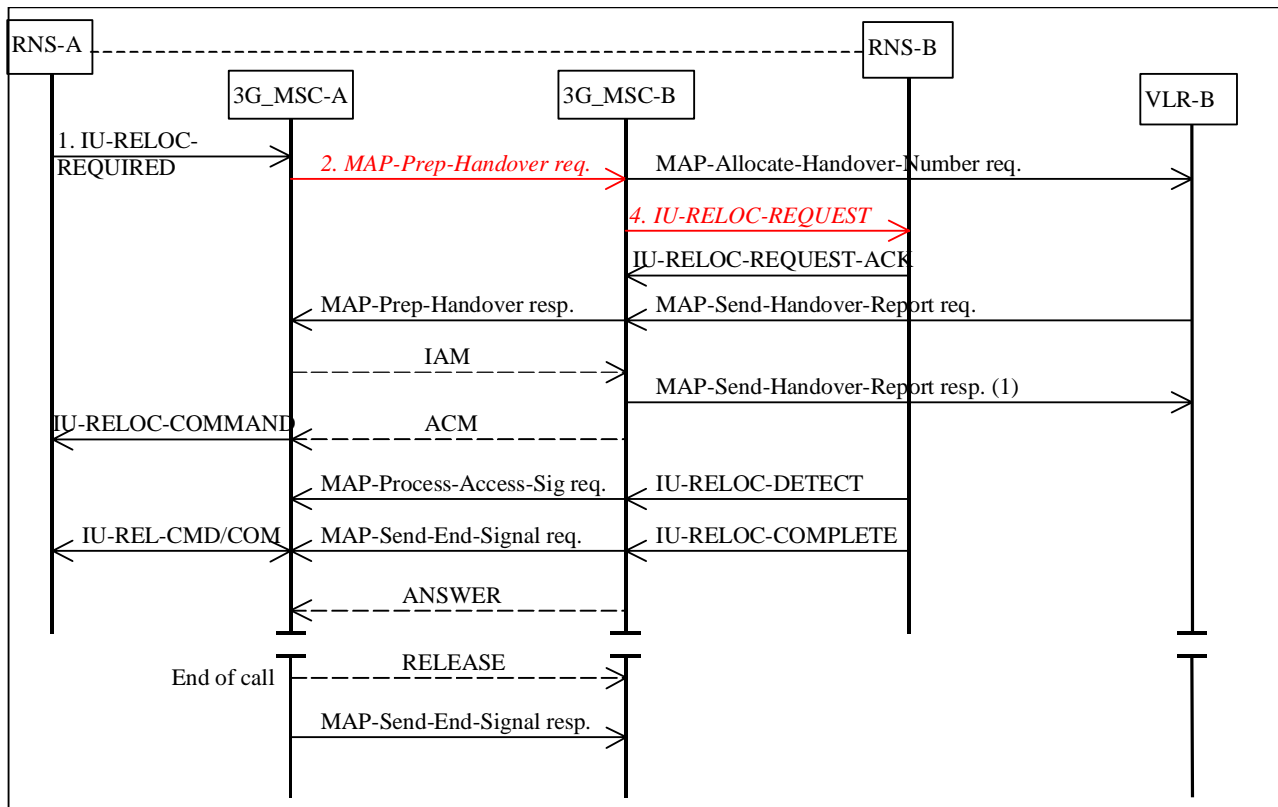 RNS-A
RNS-B
3G_MSC-A
3G_MSC-B
VLR-B
1. IU-RELOC-
REQUIRED
2. MAP-Prep-Handover req.
MAP-Allocate-Handover-Number req.
4. IU-RELOC-REQUEST
IU-RELOC-REQUEST-ACK
MAP-Prep-Handover resp.
MAP-Send-Handover-Report req.
IAM
MAP-Send-Handover-Report resp. (1)
IU-RELOC-COMMAND
ACM
MAP-Process-Access-Sig req.
IU-RELOC-DETECT
IU-REL-CMD/COM
MAP-Send-End-Signal req.
IU-RELOC-COMPLETE
ANSWER
RELEASE
End of call
MAP-Send-End-Signal resp.